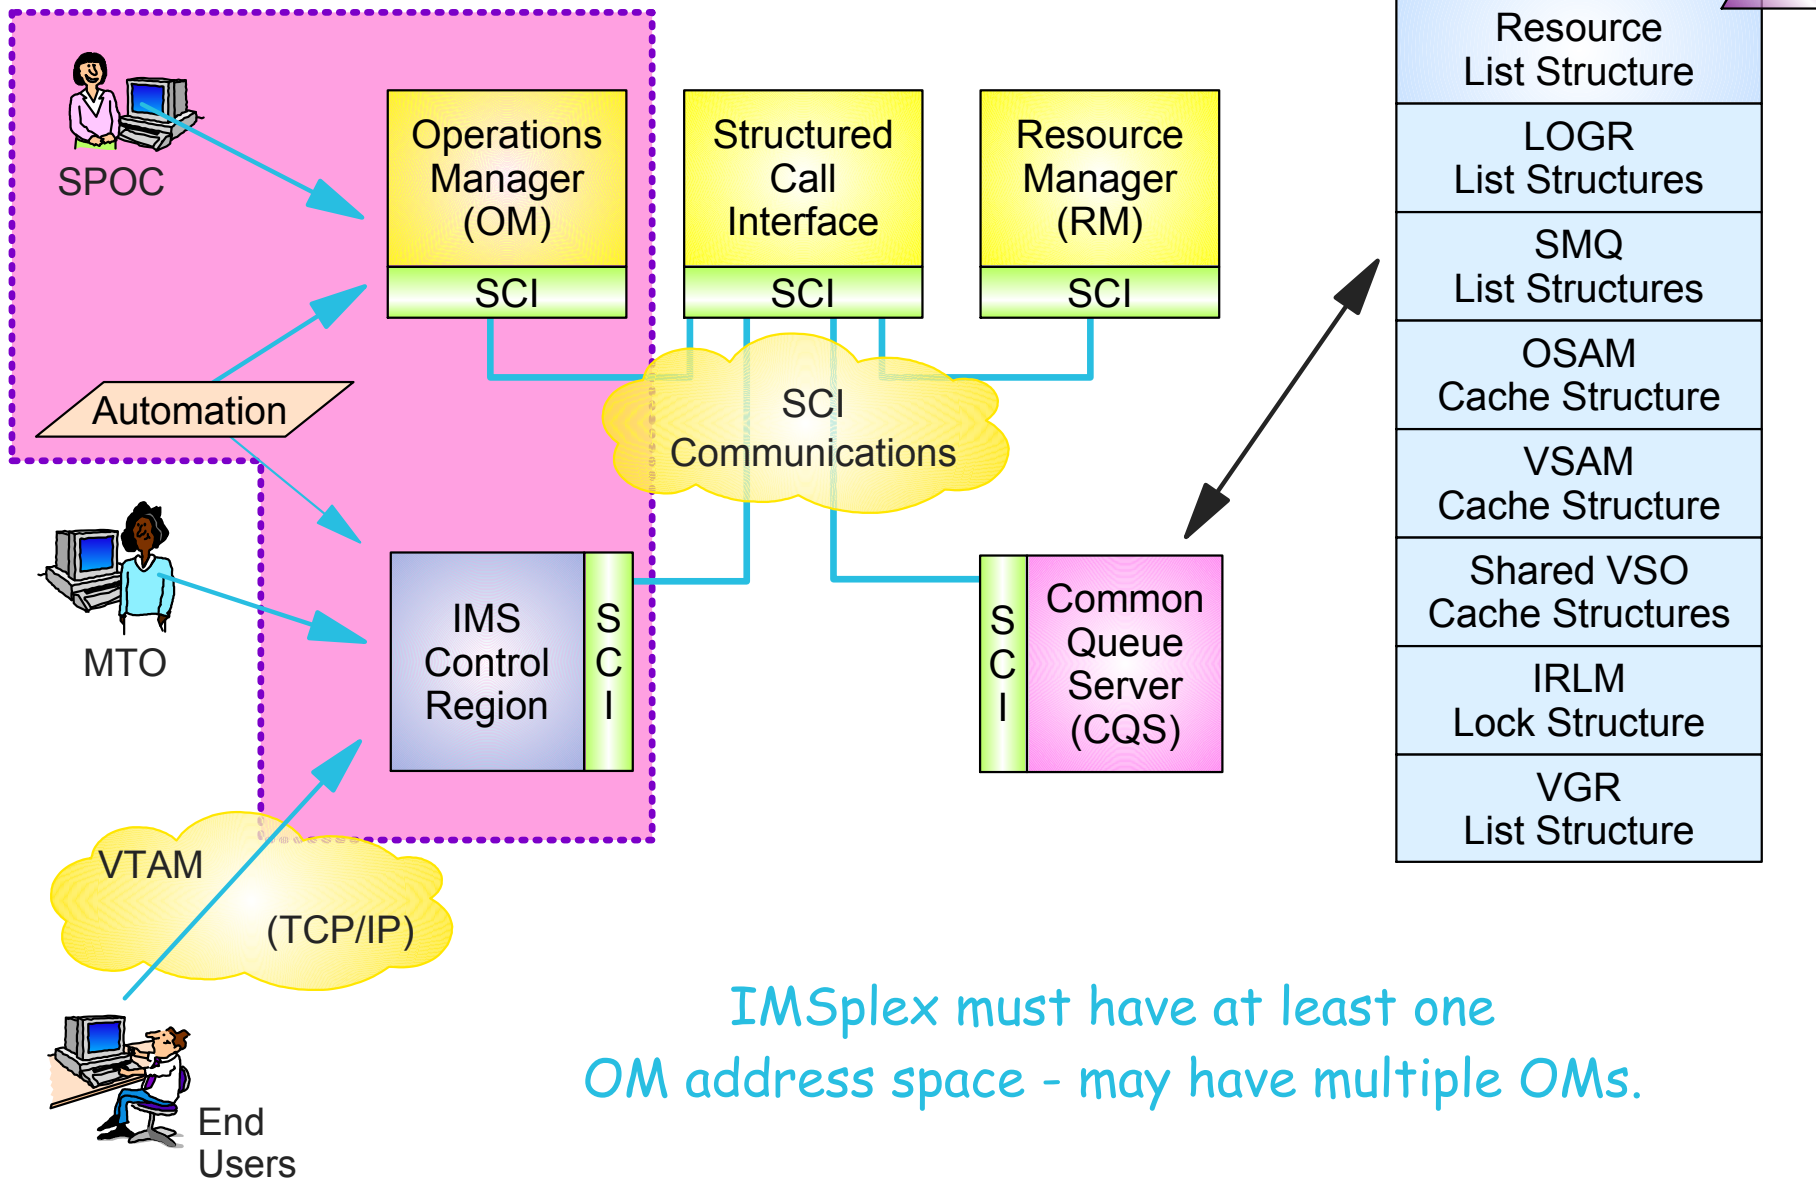 SPOC
Operations
Manager
(OM)
SCI
Structured
Call
Interface
SCI
Resource
Manager
(RM)
SCI
Automation
SCI
Communications
MTO
IMS
Control
Region
S
C
I
S
C
I
Common
Queue
Server
(CQS)
VTAM
(TCP/IP)
End
Users
Resource
List Structure
LOGR
List Structures
SMQ
List Structures
OSAM
Cache Structure
VSAM
Cache Structure
Shared VSO
Cache Structures
IRLM
Lock Structure
VGR
List Structure
IMSplex must have at least one
OM address space - may have multiple OMs.